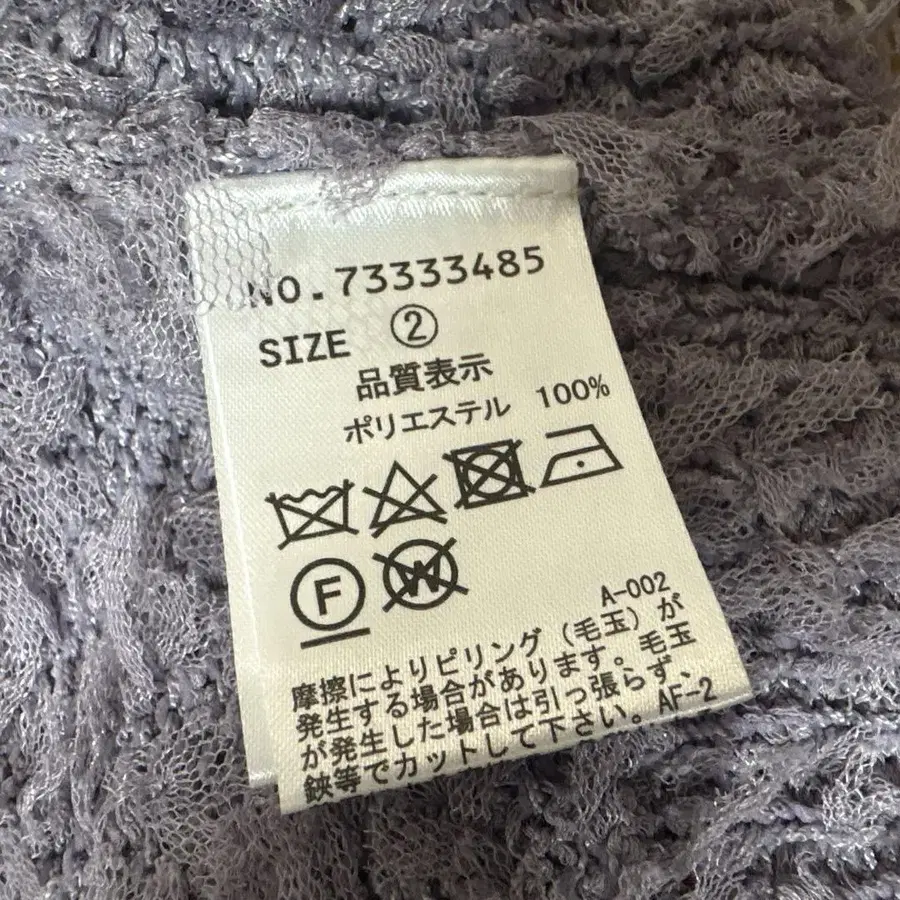 NO.73333485
SIZE ②
品質表示
ポリエステル 100%
F
W
A-002
摩擦によりピリング(毛玉)が
発生する場合があります。毛玉
が発生した場合は引っ張らず、
鋏等でカットして下さい。AF-2